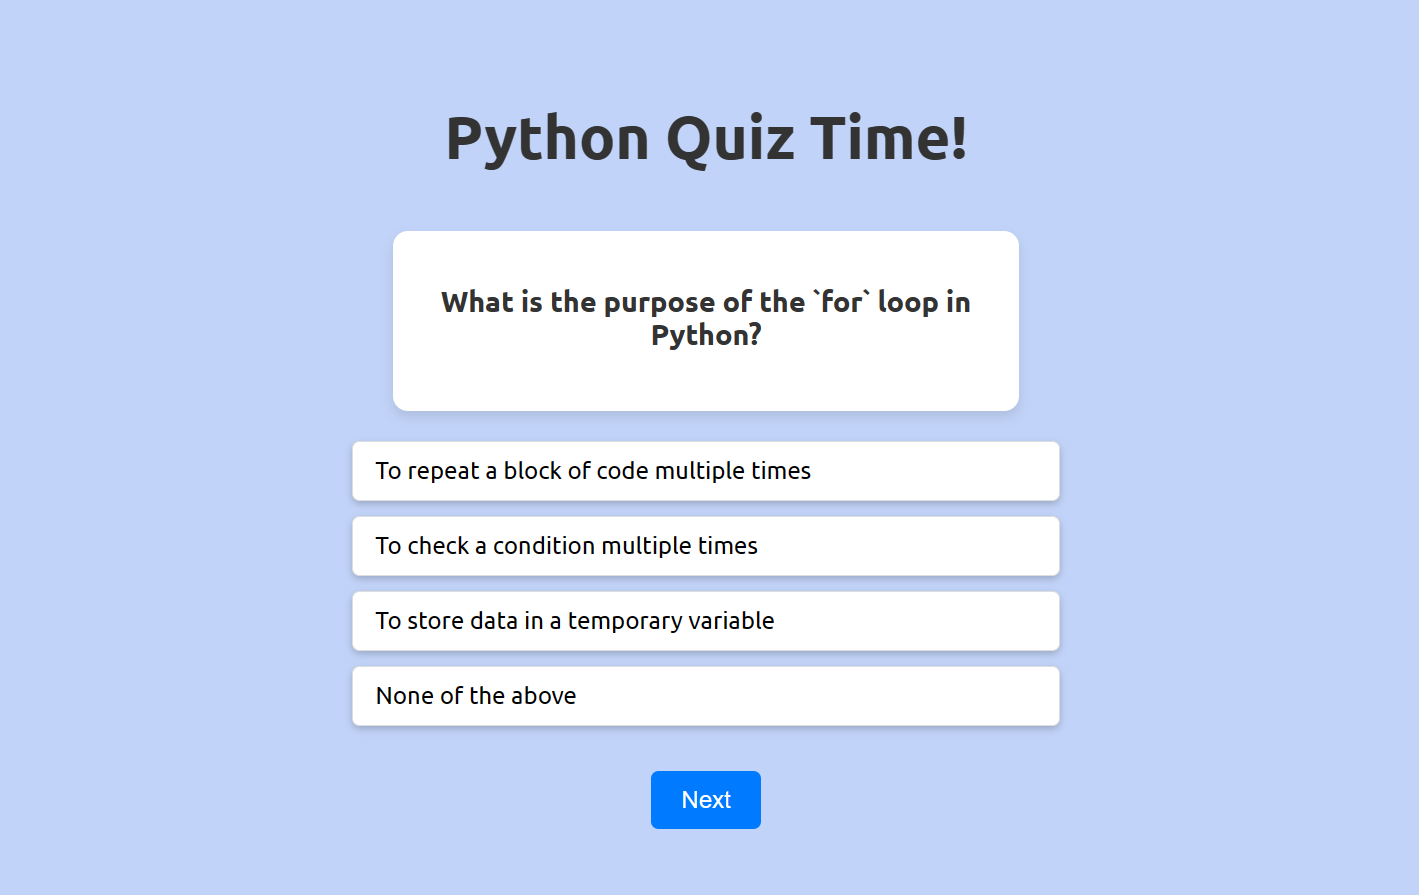 Python Quiz Time!
What is the purpose of the `for` loop in
Python?
To repeat a block of code multiple times
To check a condition multiple times
To store data in a temporary variable
None of the above
Next